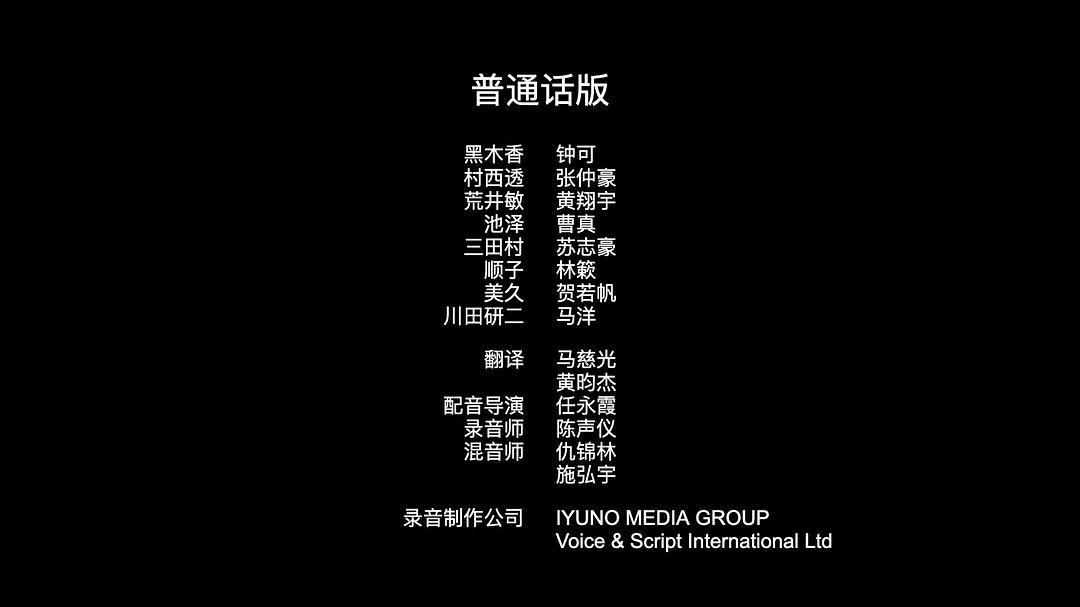 普通话版
黑木香 钟可
村西透 张仲豪
荒井敏 黄翔宇
池泽 曹真
三田村 苏志豪
顺子 林簌
美久 贺若帆
川田研二 马洋
翻译 马慈光
黄昀杰
配音导演 任永霞
录音师 陈声仪
混音师 仇锦林
施弘宇
录音制作公司 IYUNO MEDIA GROUP
Voice & Script International Ltd